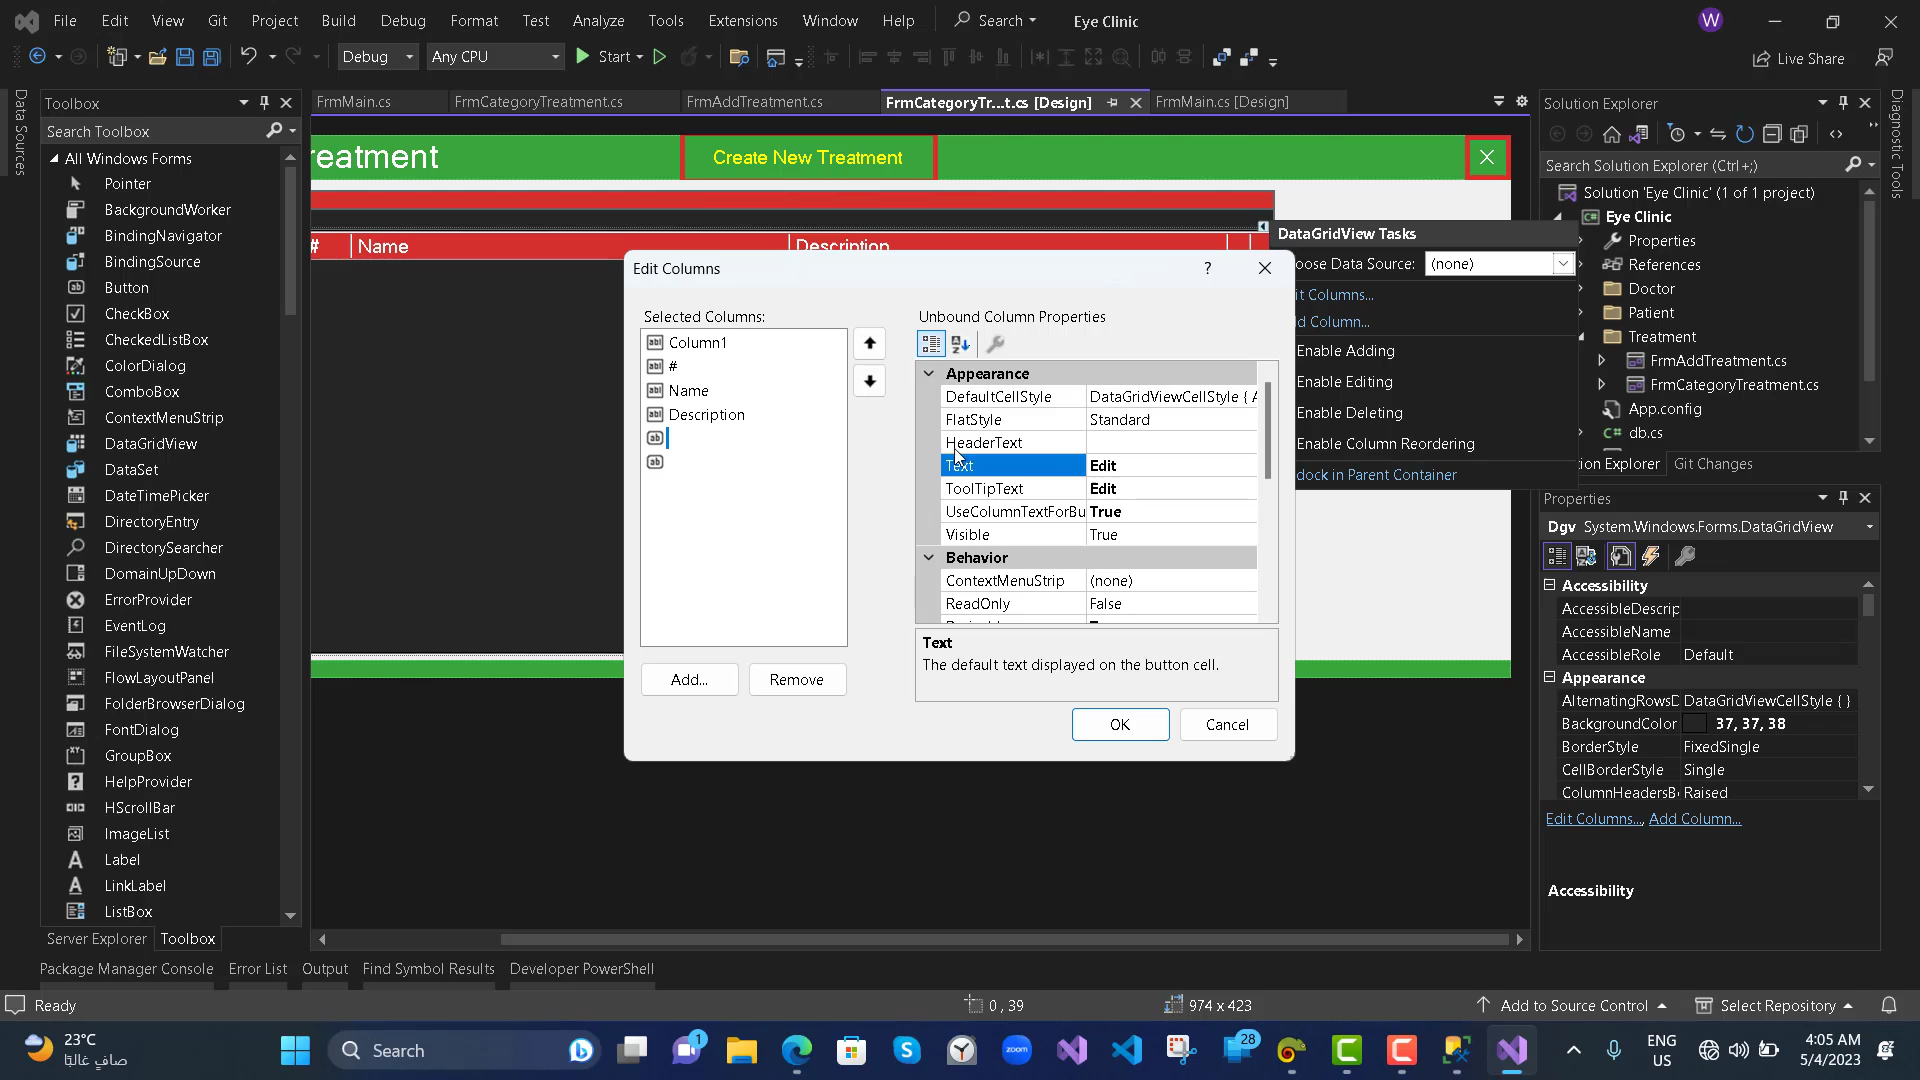 File Edit View Git Project Build Debug Format Test Analyze Tools Extensions Window Help Search Eye Clinic W
Debug Any CPU Start Live Share
Data Sources
Toolbox
Search Toolbox
All Windows Forms
Pointer
BackgroundWorker
BindingNavigator
BindingSource
Button
CheckBox
CheckedListBox
ColorDialog
ComboBox
ContextMenuStrip
DataGridView
DataSet
DateTimePicker
DirectoryEntry
DirectorySearcher
DomainUpDown
ErrorProvider
EventLog
FileSystemWatcher
FlowLayoutPanel
FolderBrowserDialog
FontDialog
GroupBox
HelpProvider
HScrollBar
ImageList
Label
LinkLabel
ListBox
Server Explorer Toolbox
FrmMain.cs FrmCategoryTreatment.cs FrmAddTreatment.cs FrmCategoryTr...t.cs [Design] FrmMain.cs [Design]
reatment Create New Treatment
# Name Description
Edit Columns ?
Selected Columns:
Column1
#
Name
Description
Add... Remove
Unbound Column Properties
Appearance
DefaultCellStyle DataGridViewCellStyle { A
FlatStyle Standard
HeaderText
Text Edit
ToolTipText Edit
UseColumnTextForBu True
Visible True
Behavior
ContextMenuStrip (none)
ReadOnly False
Text
The default text displayed on the button cell.
OK Cancel
DataGridView Tasks
oose Data Source: (none)
it Columns...
d Column...
Enable Adding
Enable Editing
Enable Deleting
Enable Column Reordering
dock in Parent Container
Solution Explorer
Search Solution Explorer (Ctrl+;)
Solution 'Eye Clinic' (1 of 1 project)
Eye Clinic
Properties
References
Doctor
Patient
Treatment
FrmAddTreatment.cs
FrmCategoryTreatment.cs
App.config
db.cs
tion Explorer Git Changes
Diagnostic Tools
Properties
Dgv System.Windows.Forms.DataGridView
Accessibility
AccessibleDescrip
AccessibleName
AccessibleRole Default
Appearance
AlternatingRowsD DataGridViewCellStyle { }
BackgroundColor 37, 37, 38
BorderStyle FixedSingle
CellBorderStyle Single
ColumnHeadersB Raised
Edit Columns..., Add Column...
Accessibility
Package Manager Console Error List Output Find Symbol Results Developer PowerShell
Ready 0 , 39 974 x 423 Add to Source Control Select Repository
23°C
صافٍ غالبًا
Search 1 zoom 28
ENG
US
4:05 AM
5/4/2023